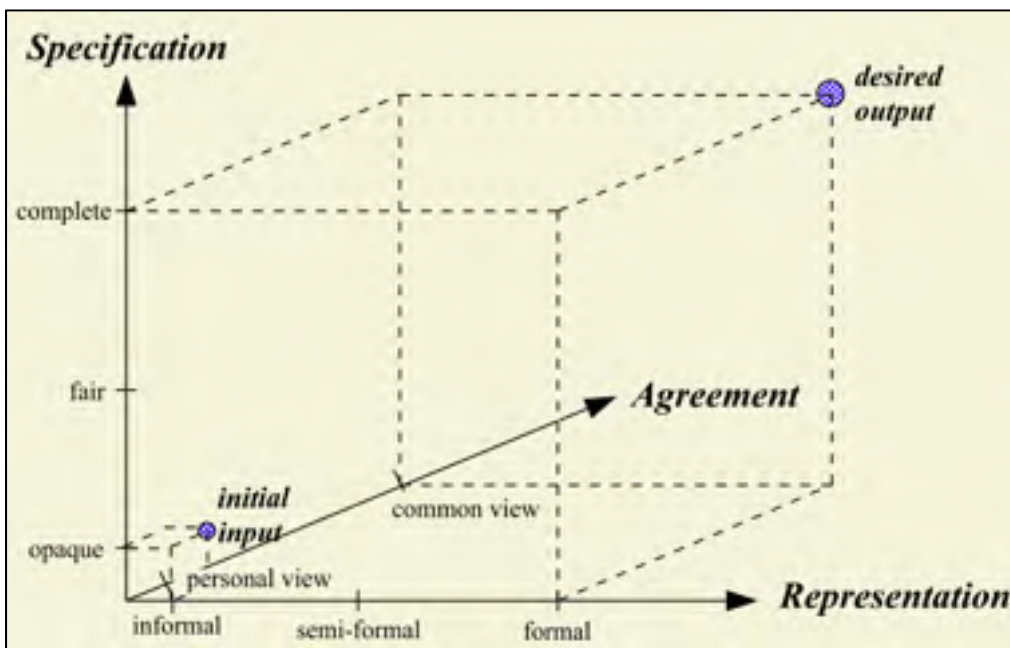 Specification
desired
output
complete
fair
Agreement
initial
input
common view
opaque
personal view
Representation
informal
semi-formal
formal